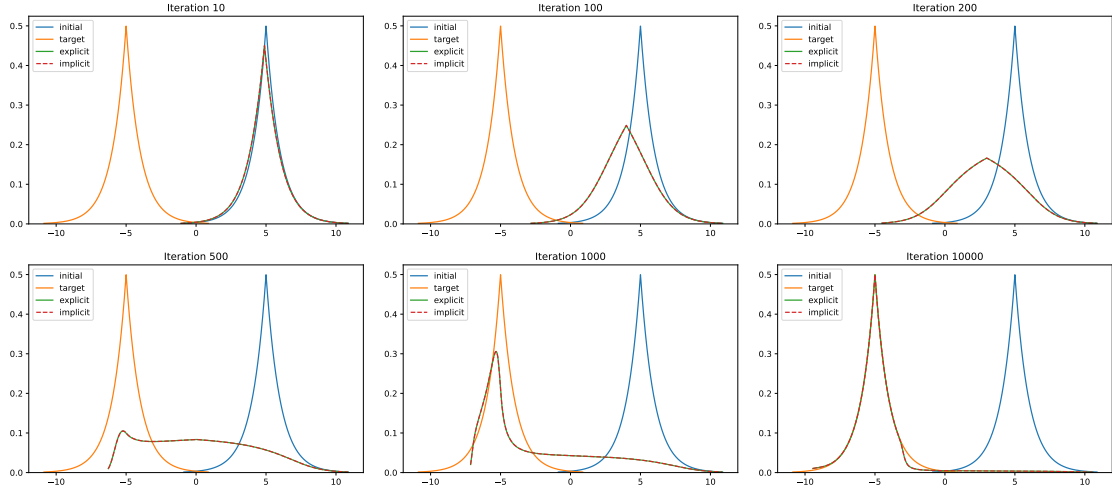 Iteration 10
initial
target
explicit
implicit
0.5
0.4
0.3
0.2
0.1
0.0
−10 −5 0 5 10
Iteration 100
initial
target
explicit
implicit
0.5
0.4
0.3
0.2
0.1
0.0
−10 −5 0 5 10
Iteration 200
initial
target
explicit
implicit
0.5
0.4
0.3
0.2
0.1
0.0
−10 −5 0 5 10
Iteration 500
initial
target
explicit
implicit
0.5
0.4
0.3
0.2
0.1
0.0
−10 −5 0 5 10
Iteration 1000
initial
target
explicit
implicit
0.5
0.4
0.3
0.2
0.1
0.0
−10 −5 0 5 10
Iteration 10000
initial
target
explicit
implicit
0.5
0.4
0.3
0.2
0.1
0.0
−10 −5 0 5 10